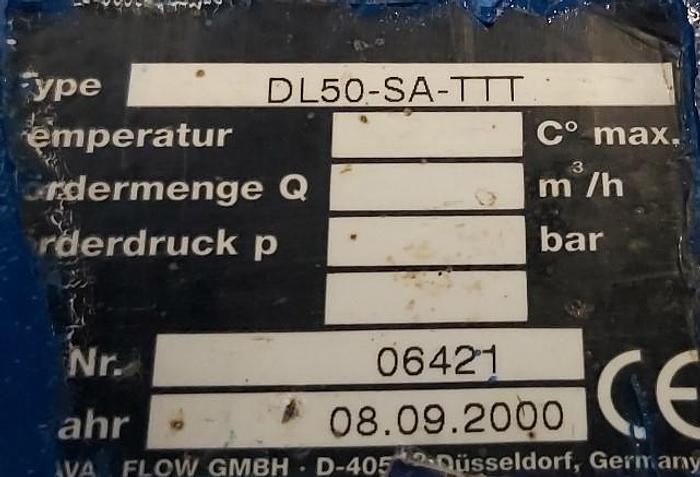 ype DL50-SA-TTT
emperatur C° max.
rdermenge Q m³/h
rderdruck p bar
Nr. 06421
ahr 08.09.2000 CE
FLOW GMBH · Düsseldorf, Germany